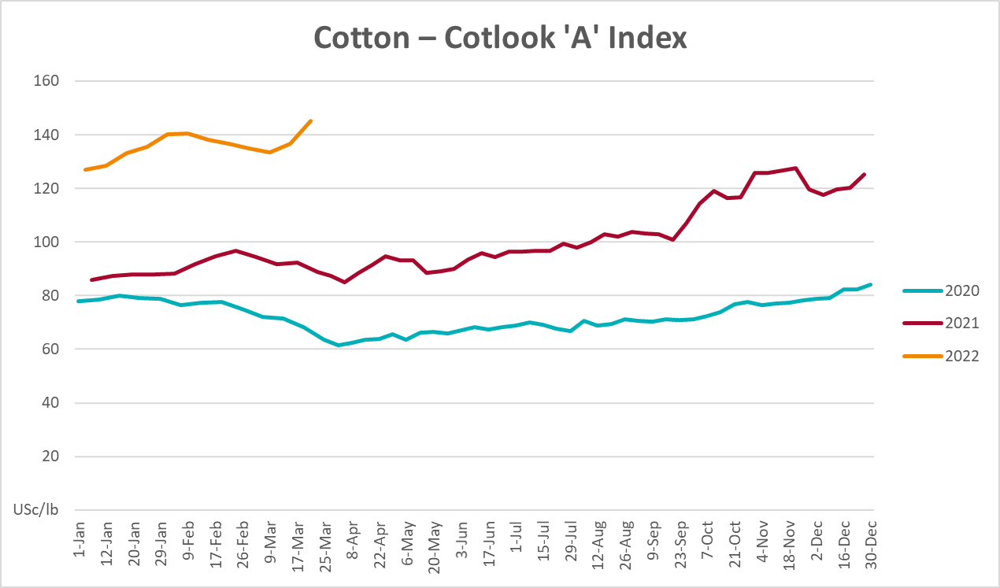 Cotton – Cotlook 'A' Index
160
140
120
100
80
60
40
20
USc/lb
1-Jan
12-Jan
20-Jan
29-Jan
9-Feb
17-Feb
26-Feb
9-Mar
17-Mar
25-Mar
8-Apr
22-Apr
6-May
20-May
3-Jun
17-Jun
1-Jul
15-Jul
29-Jul
12-Aug
26-Aug
9-Sep
23-Sep
7-Oct
21-Oct
4-Nov
18-Nov
2-Dec
16-Dec
30-Dec
2020
2021
2022